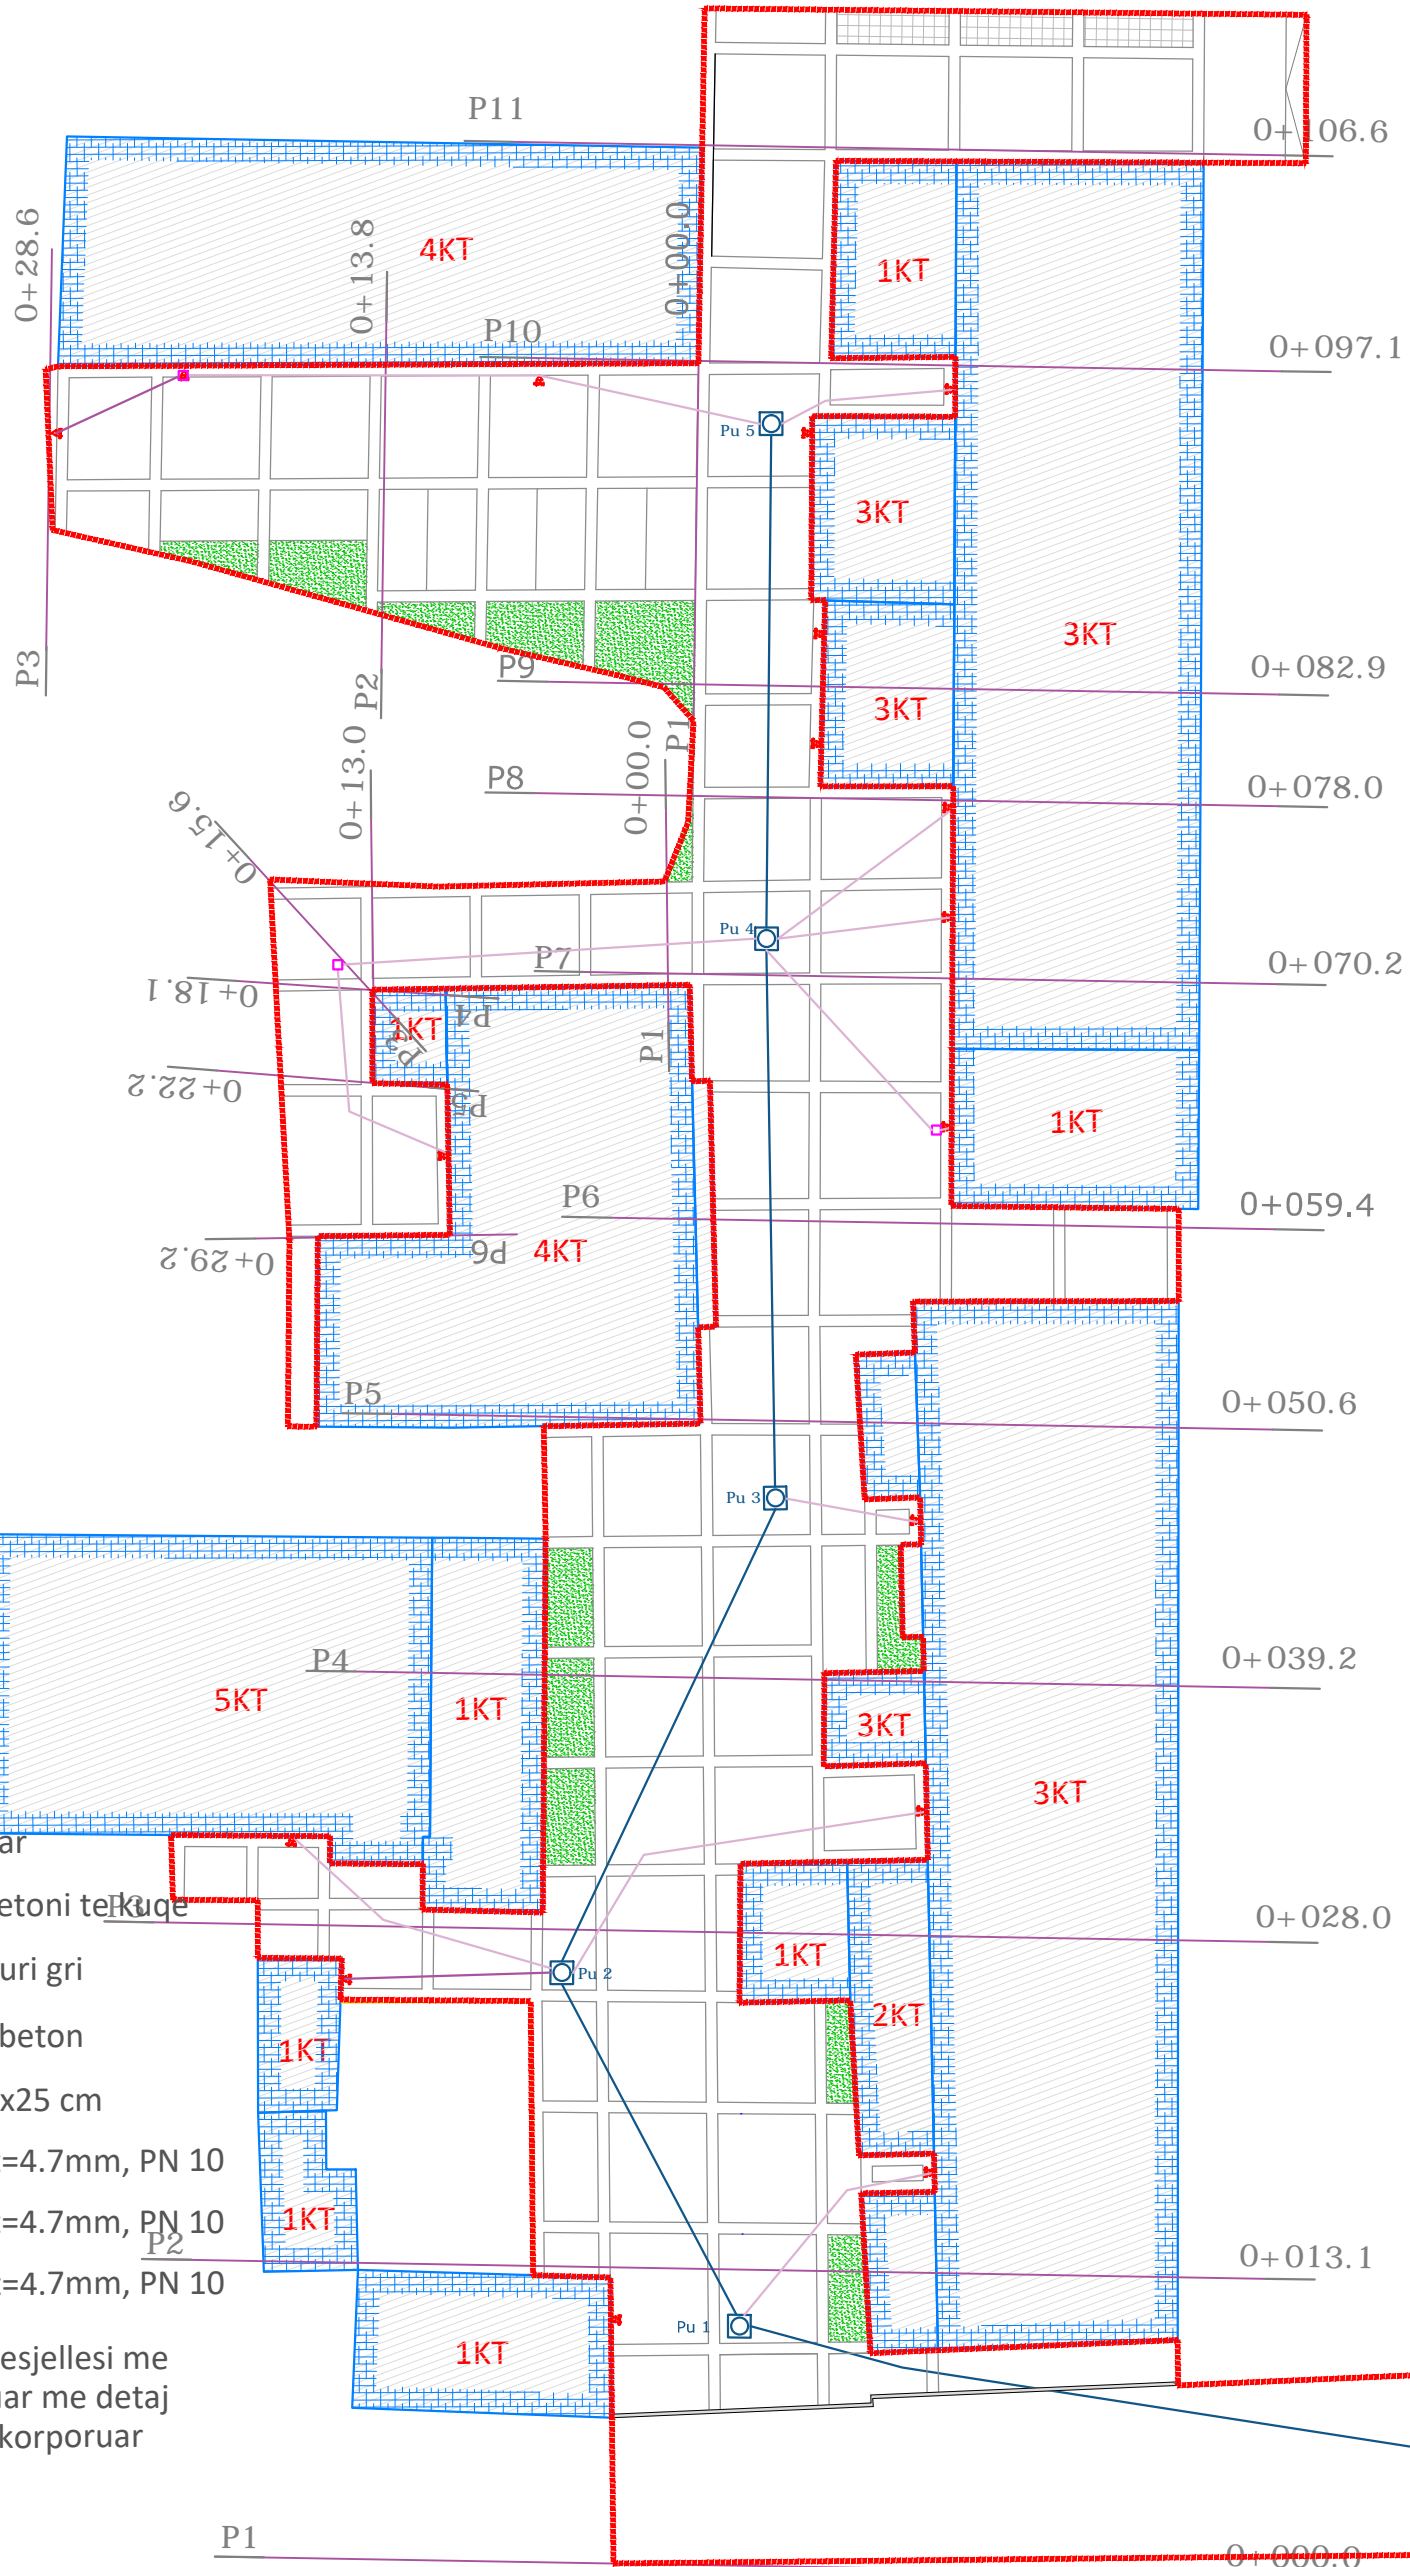 P11
0+106.6
0+28.6
0+13.8
0+00.0
4KT
1KT
P10
0+097.1
Pu 5
3KT
3KT
P3
P2
P9
0+082.9
3KT
P1
0+13.0
0+00.0
P8
0+078.0
0+15.6
Pu 4
P7
0+070.2
0+18.1
P4
1KT
P3
P1
0+22.2
P5
1KT
P6
0+059.4
0+29.2
P6
4KT
P5
0+050.6
Pu 3
P4
0+039.2
5KT
1KT
3KT
3KT
ar
P3
etoni te kuqe
0+028.0
1KT
uri gri
Pu 2
2KT
beton
1KT
x25 cm
=4.7mm, PN 10
1KT
=4.7mm, PN 10
P2
0+013.1
=4.7mm, PN 10
Pu 1
1KT
esjellesi me
uar me detaj
korporuar
P1
0+000.0